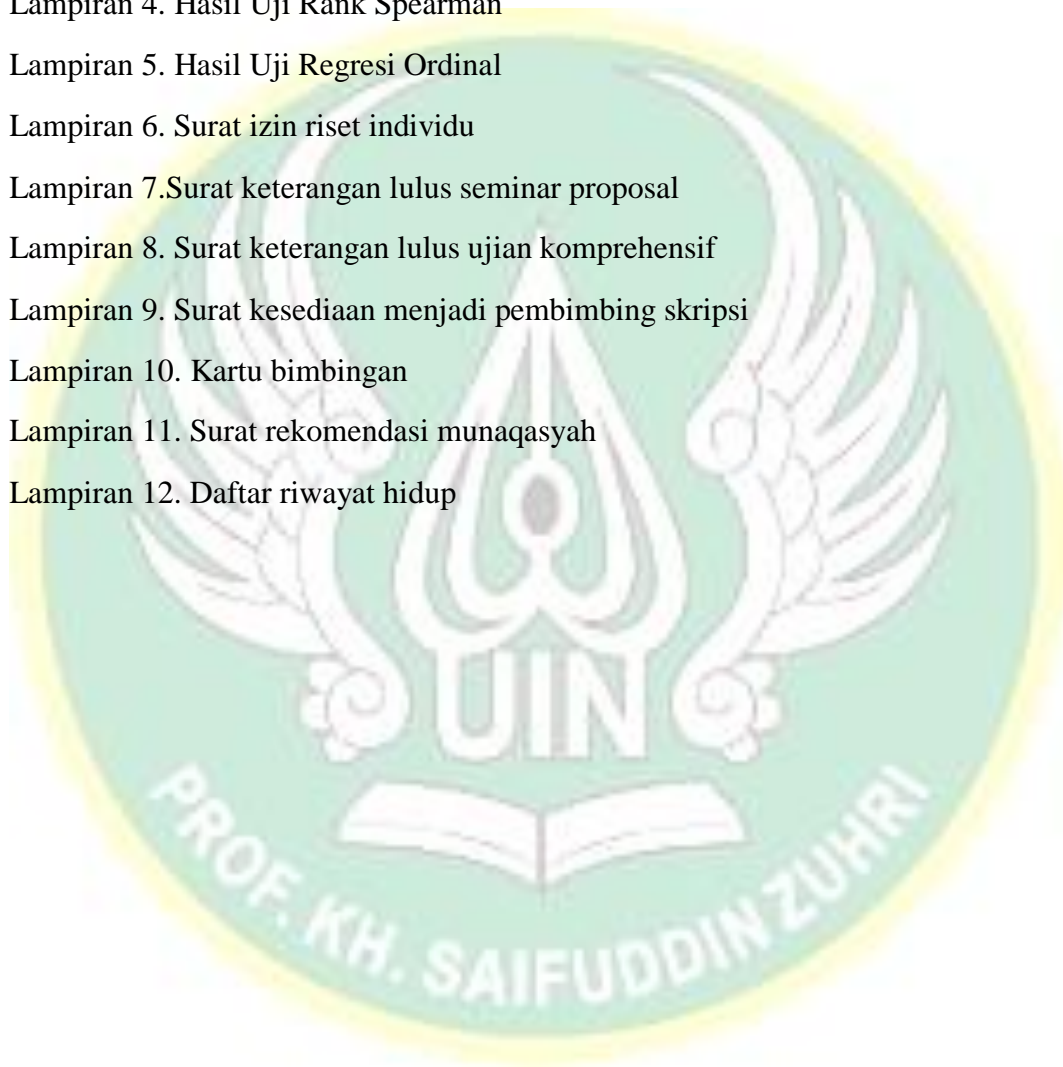 Lampiran 4. Hasil Uji Rank Spearman
Lampiran 5. Hasil Uji Regresi Ordinal
Lampiran 6. Surat izin riset individu
Lampiran 7.Surat keterangan lulus seminar proposal
Lampiran 8. Surat keterangan lulus ujian komprehensif
Lampiran 9. Surat kesediaan menjadi pembimbing skripsi
Lampiran 10. Kartu bimbingan
Lampiran 11. Surat rekomendasi munaqasyah
Lampiran 12. Daftar riwayat hidup
UIN
PROF. KH. SAIFUDDIN ZUHRI